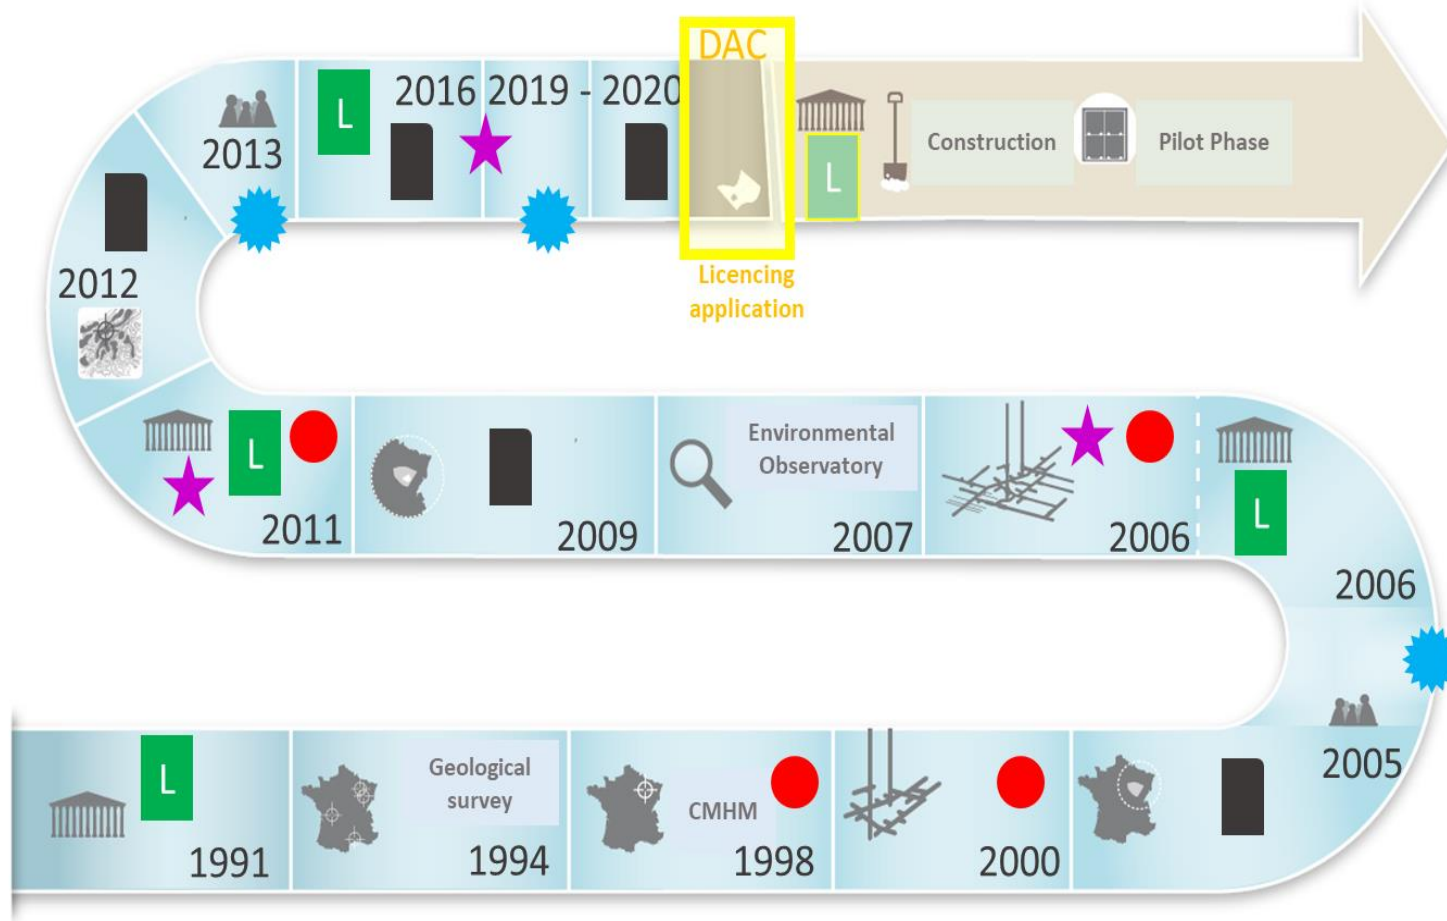 DAC
L
2016
2019 - 2020
2013
L
Construction
Pilot Phase
2012
Licencing
application
L
2011
2009
Environmental
Observatory
2007
2006
L
2006
2005
L
1991
Geological
survey
1994
CMHM
1998
2000